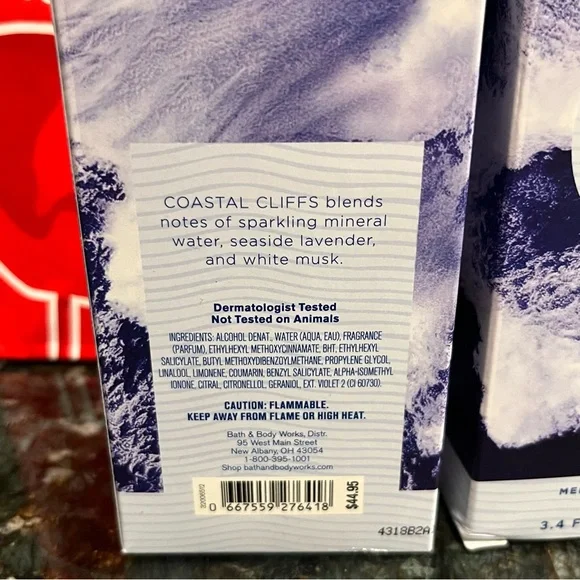 COASTAL CLIFFS blends
notes of sparkling mineral
water, seaside lavender,
and white musk.
Dermatologist Tested
Not Tested on Animals
INGREDIENTS: ALCOHOL DENAT., WATER (AQUA, EAU), FRAGRANCE
(PARFUM), ETHYLHEXYL METHOXYCINNAMATE, BHT, ETHYLHEXYL
SALICYLATE, BUTYL METHOXYDIBENZOYLMETHANE, PROPYLENE GLYCOL,
LINALOOL, LIMONENE, COUMARIN, BENZYL SALICYLATE, ALPHA-ISOMETHYL
IONONE, CITRAL, CITRONELLOL, GERANIOL, EXT. VIOLET 2 (CI 60730).
CAUTION: FLAMMABLE.
KEEP AWAY FROM FLAME OR HIGH HEAT.
Bath & Body Works, Distr.
95 West Main Street
New Albany, OH 43054
1-800-395-1001
Shop bathandbodyworks.com
0 667559 276418
$44.95
4318B2A
3.4 F